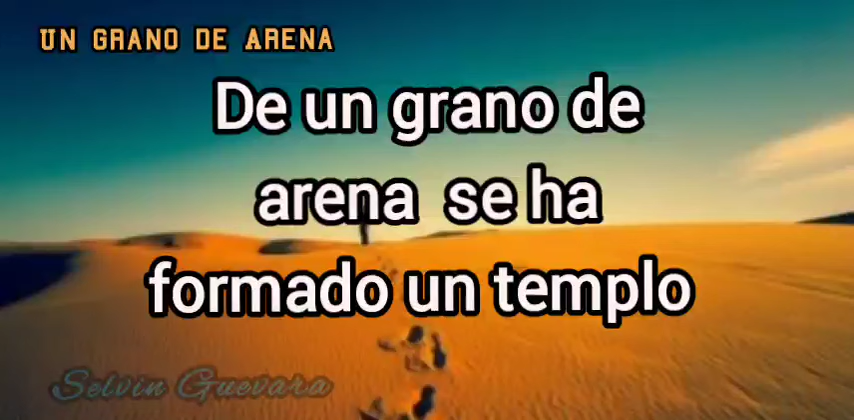 UN GRANO DE ARENA
De un grano de
arena se ha
formado un templo
Selvin Guevara